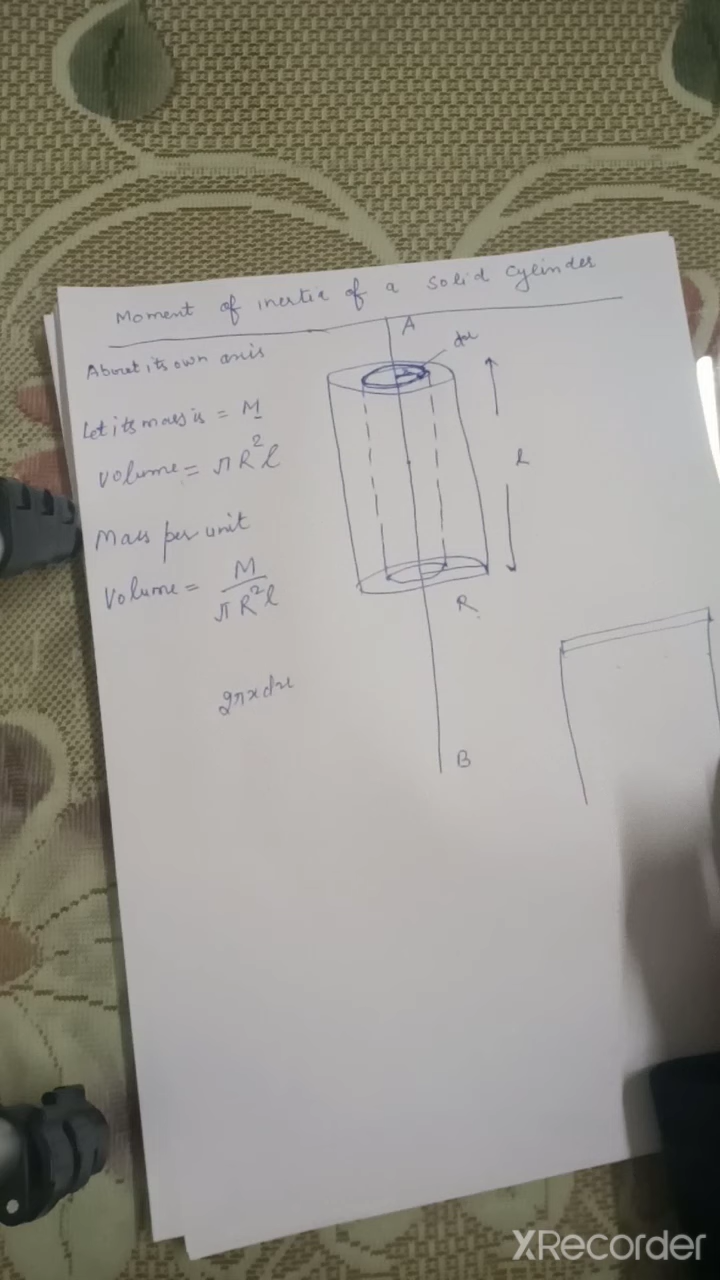 Moment of inertia of a solid cylinder
A
About its own axis
dx
Let its mass is = M
Volume = πR²l
l
Mass per unit
Volume = M / πR²l
R
2πxdx
B
XRecorder